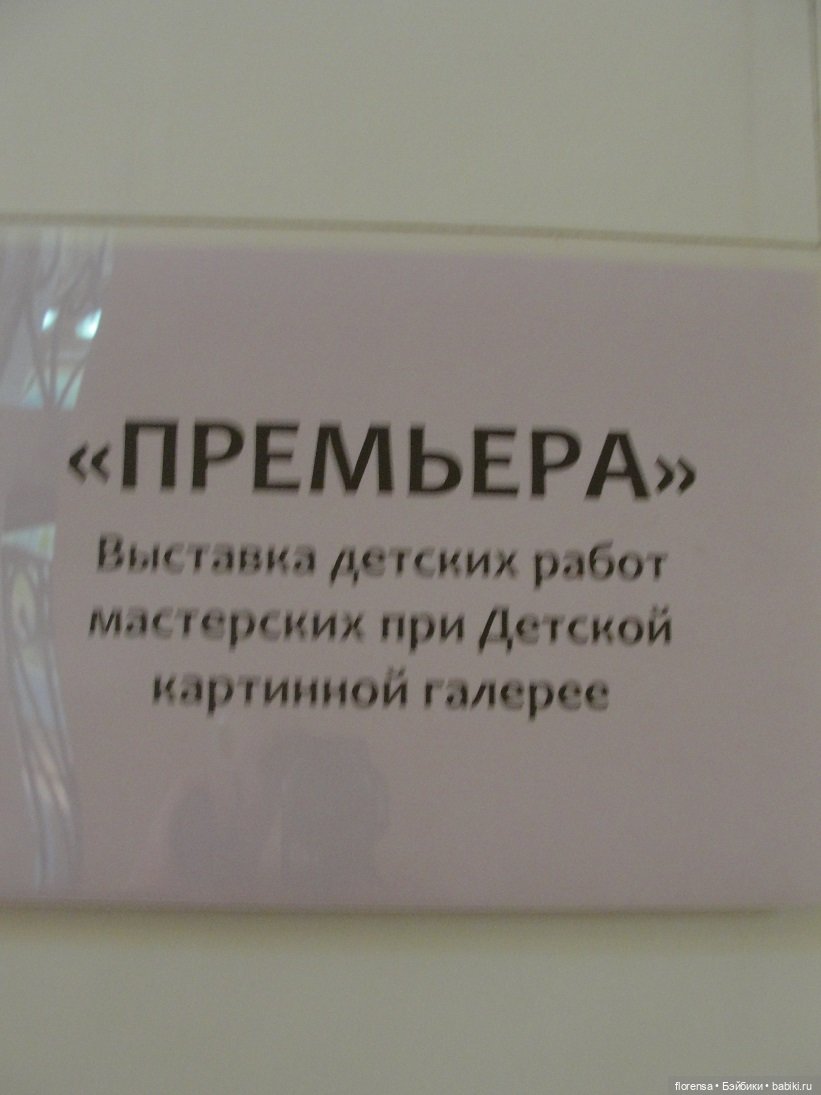 «ПРЕМЬЕРА»
Выставка детских работ
мастерских при Детской
картинной галерее
florensa • Бэйбики • babiki.ru